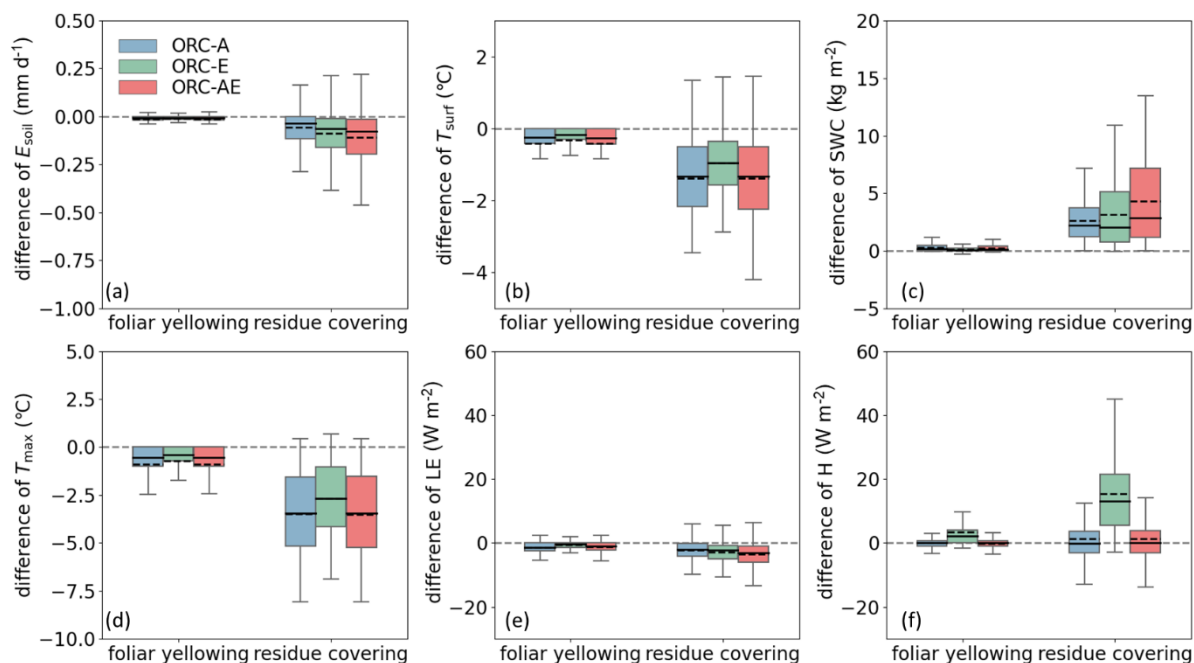 difference of E_soil (mm d⁻¹)
0.50
0.25
0.00
−0.25
−0.50
−0.75
−1.00
ORC-A
ORC-E
ORC-AE
(a)
foliar yellowing residue covering
difference of T_surf (°C)
2
0
−2
−4
(b)
foliar yellowing residue covering
difference of SWC (kg m⁻²)
20
15
10
5
0
−5
(c)
foliar yellowing residue covering
difference of T_max (°C)
5.0
2.5
0.0
−2.5
−5.0
−7.5
−10.0
(d)
foliar yellowing residue covering
difference of LE (W m⁻²)
60
40
20
0
−20
(e)
foliar yellowing residue covering
difference of H (W m⁻²)
60
40
20
0
−20
(f)
foliar yellowing residue covering